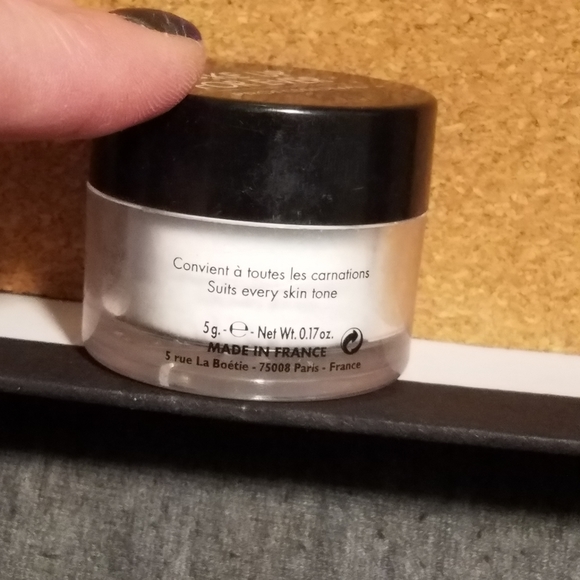 Convient à toutes les carnations
Suits every skin tone
5g. - ℮ - Net Wt. 0.17oz.
MADE IN FRANCE
5 rue La Boétie - 75008 Paris - France